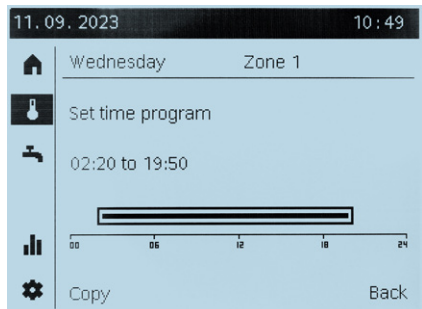 11. 09. 2023 10:49
Wednesday Zone 1
Set time program
02:20 to 19:50
00 06 12 18 24
Copy Back